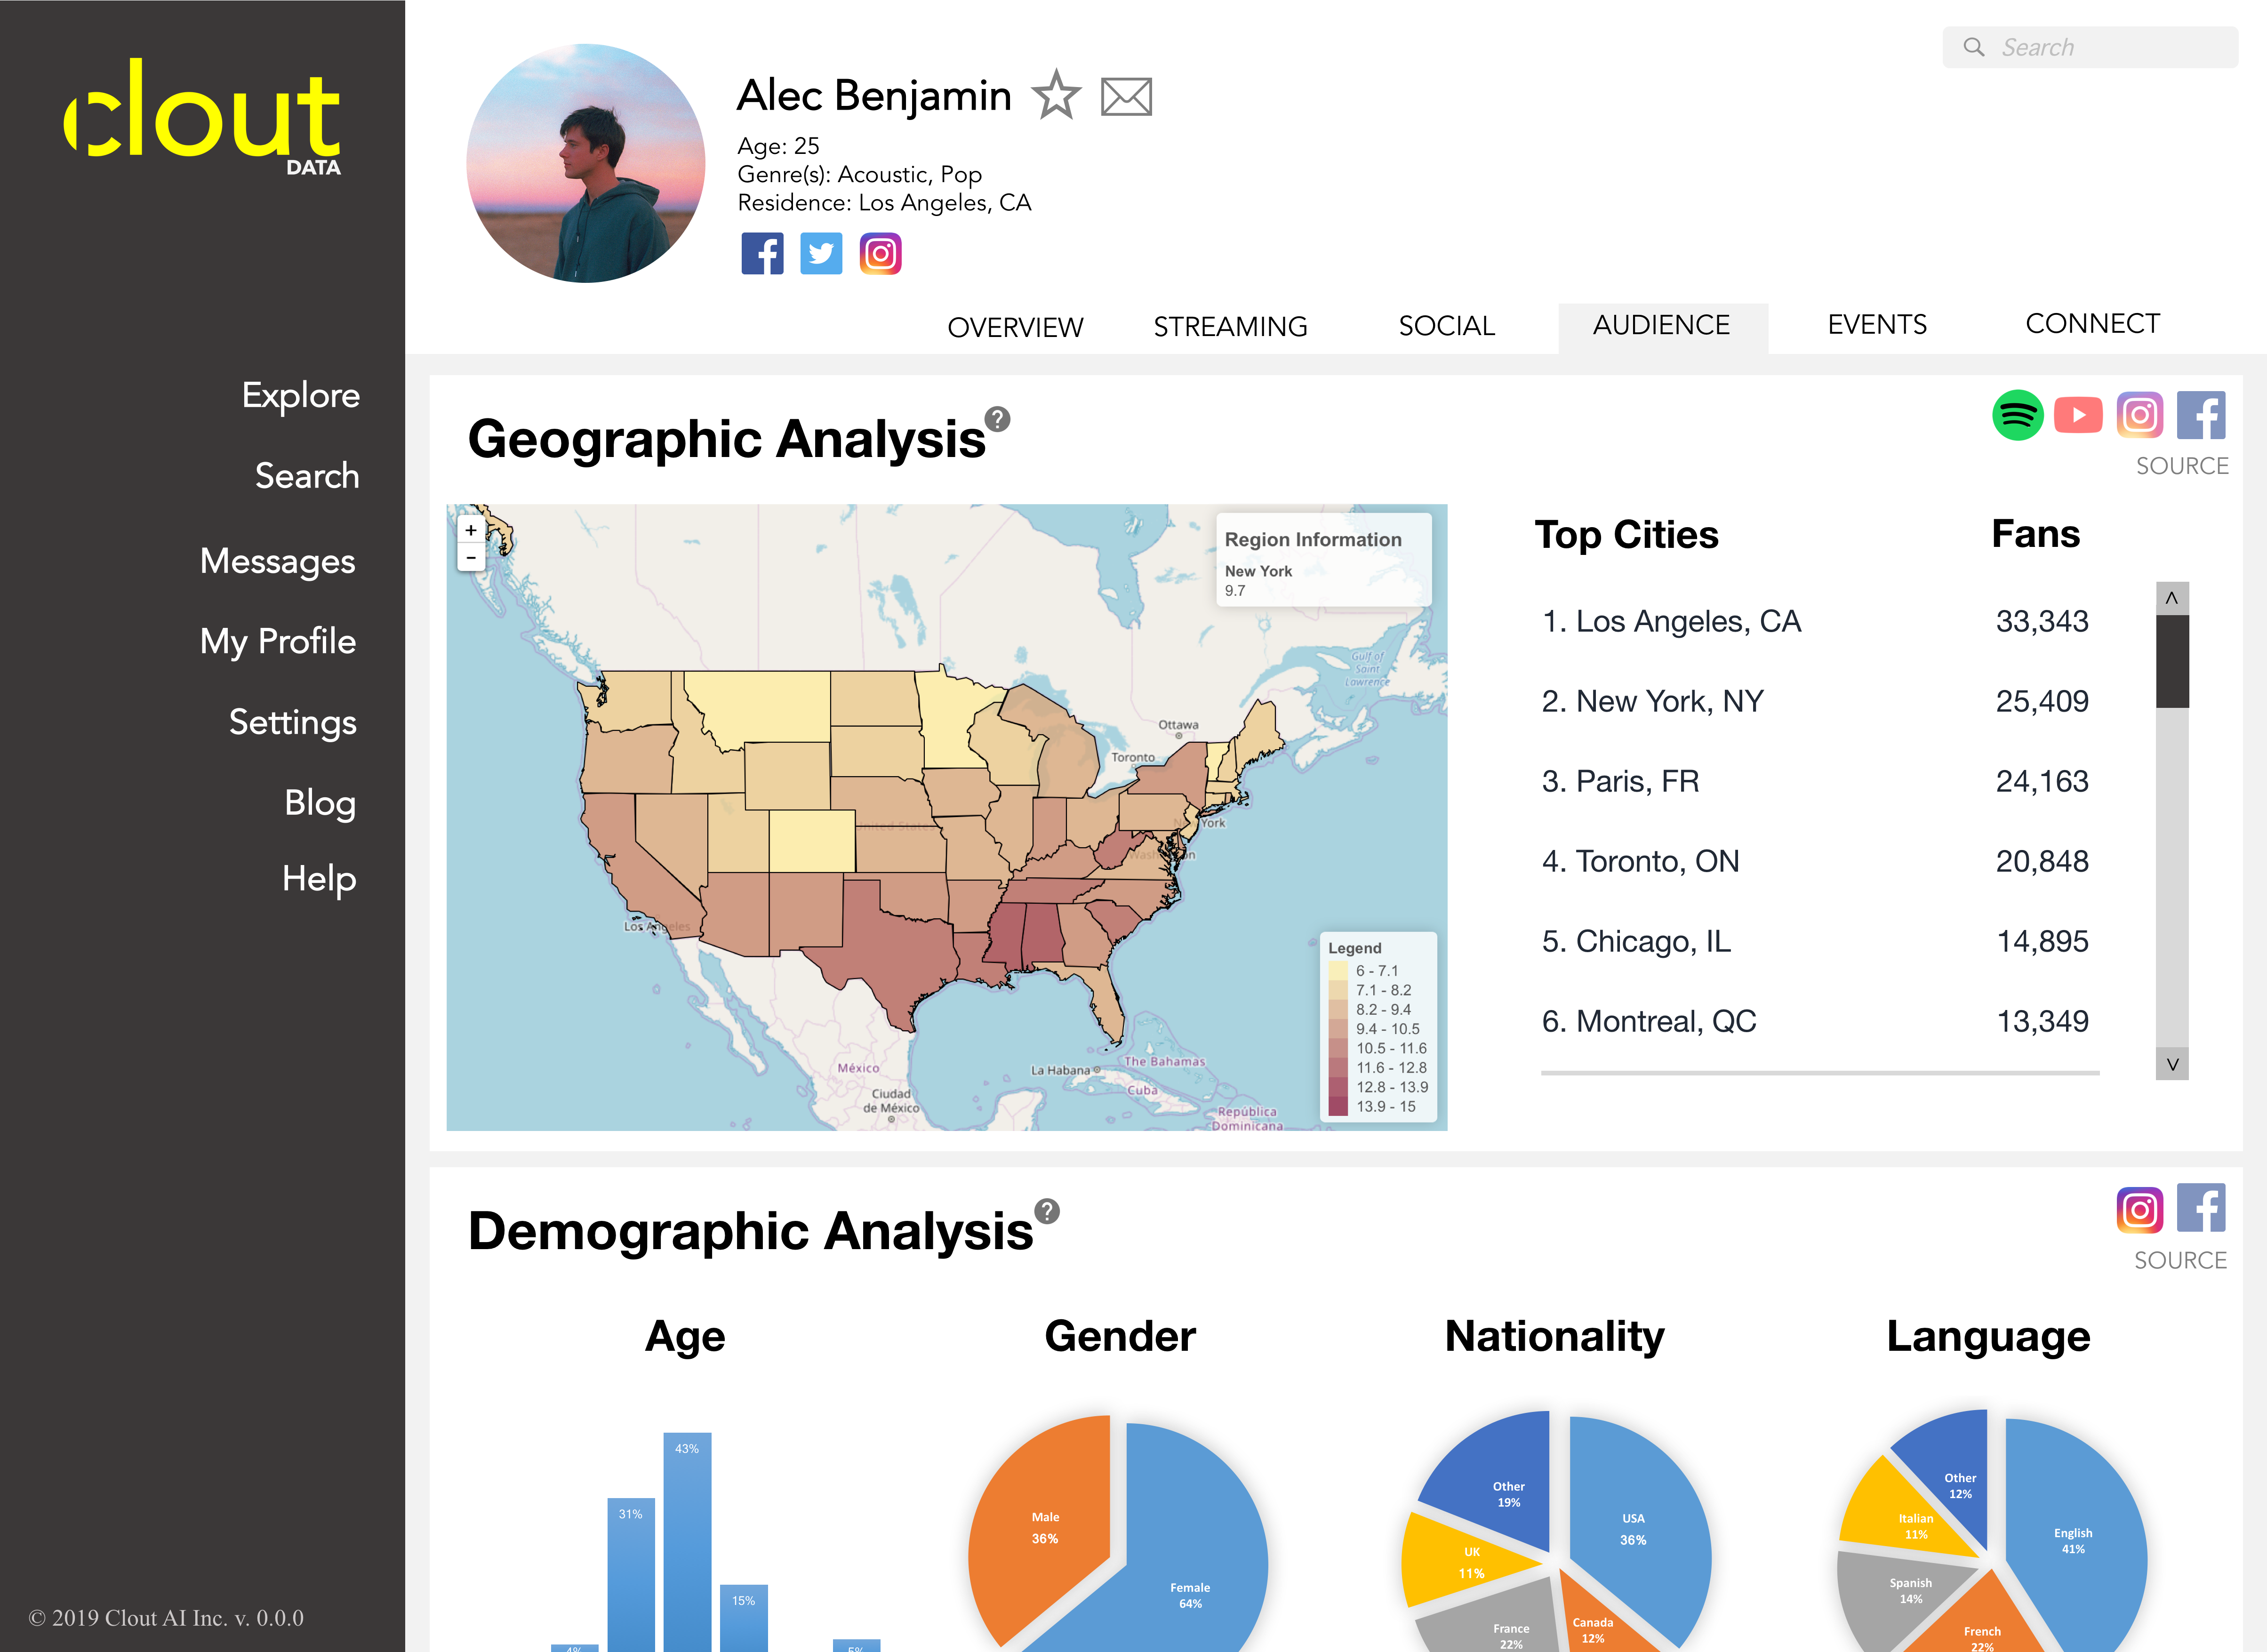 clout
DATA
Explore
Search
Messages
My Profile
Settings
Blog
Help
© 2019 Clout AI Inc. v. 0.0.0
Search
Alec Benjamin
Age: 25
Genre(s): Acoustic, Pop
Residence: Los Angeles, CA
OVERVIEW
STREAMING
SOCIAL
AUDIENCE
EVENTS
CONNECT
Geographic Analysis
?
SOURCE
+
−
Region Information
New York
9.7
Gulf of
Saint
Lawrence
Ottawa
Toronto
United States
New York
Washington
Los Angeles
México
Ciudad
de México
La Habana
The Bahamas
Cuba
República
Dominicana
Legend
6 - 7.1
7.1 - 8.2
8.2 - 9.4
9.4 - 10.5
10.5 - 11.6
11.6 - 12.8
12.8 - 13.9
13.9 - 15
Top Cities Fans
1. Los Angeles, CA 33,343
2. New York, NY 25,409
3. Paris, FR 24,163
4. Toronto, ON 20,848
5. Chicago, IL 14,895
6. Montreal, QC 13,349
Demographic Analysis
?
SOURCE
Age
4%
31%
43%
15%
5%
Gender
Male
36%
Female
64%
Nationality
Other
19%
USA
36%
UK
11%
France
22%
Canada
12%
Language
Other
12%
Italian
11%
English
41%
Spanish
14%
French
22%